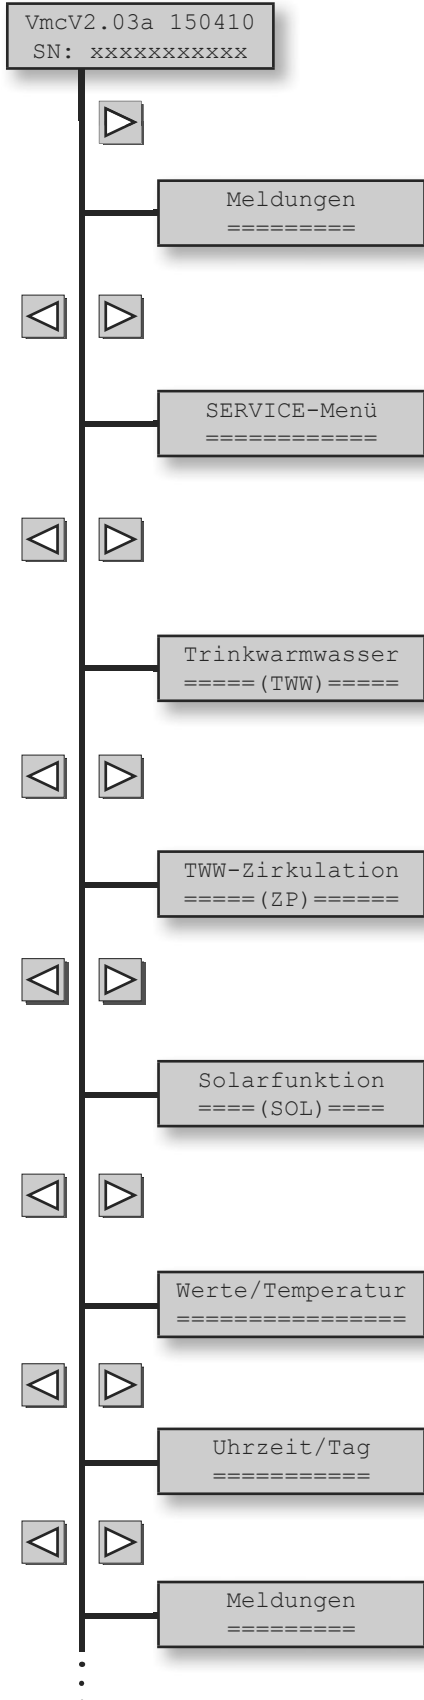 VmcV2.03a 150410
SN: xxxxxxxxxxx
Meldungen
=========
SERVICE-Menü
============
Trinkwarmwasser
=====(TWW)=====
TWW-Zirkulation
=====(ZP)======
Solarfunktion
====(SOL)====
Werte/Temperatur
================
Uhrzeit/Tag
===========
Meldungen
=========